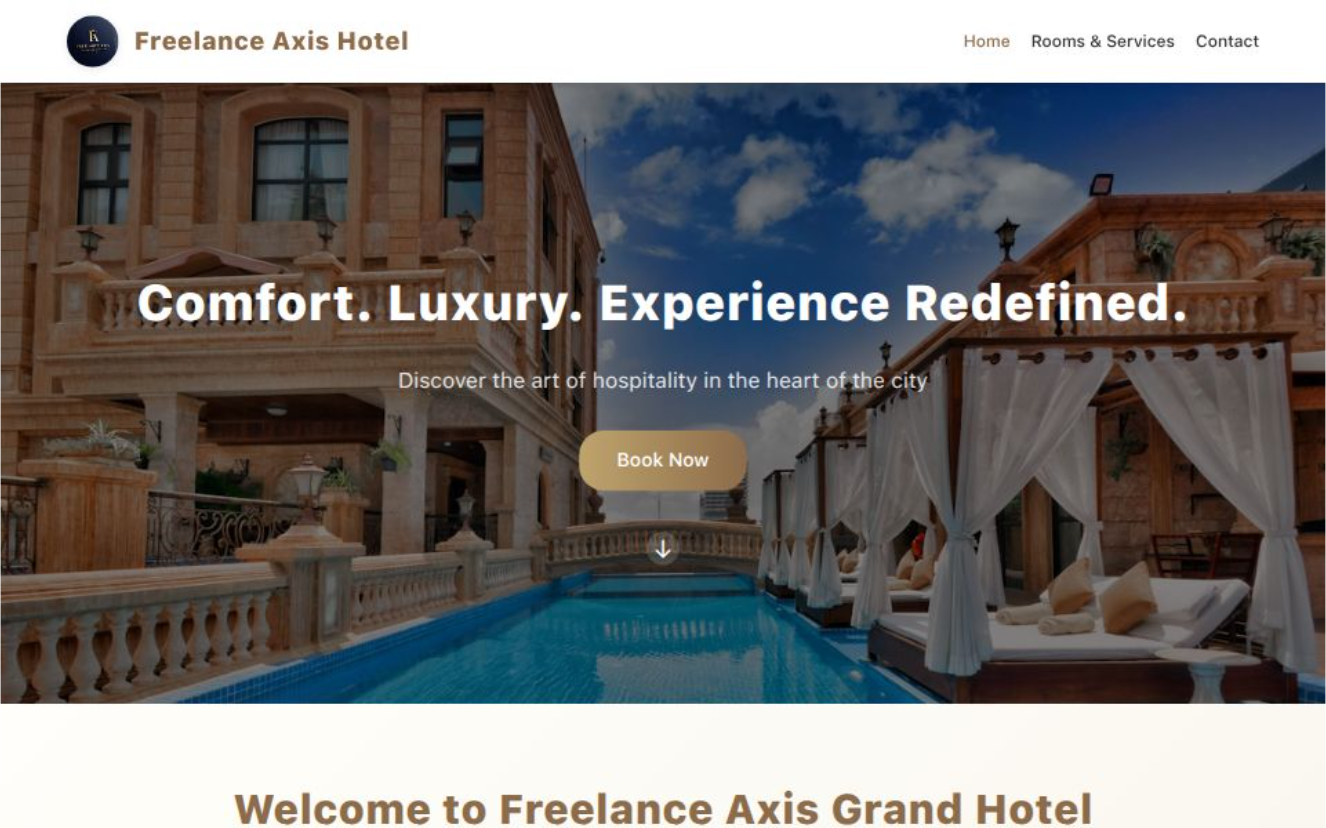 Freelance Axis Hotel
Home Rooms & Services Contact
Comfort. Luxury. Experience Redefined.
Discover the art of hospitality in the heart of the city
Book Now
Welcome to Freelance Axis Grand Hotel